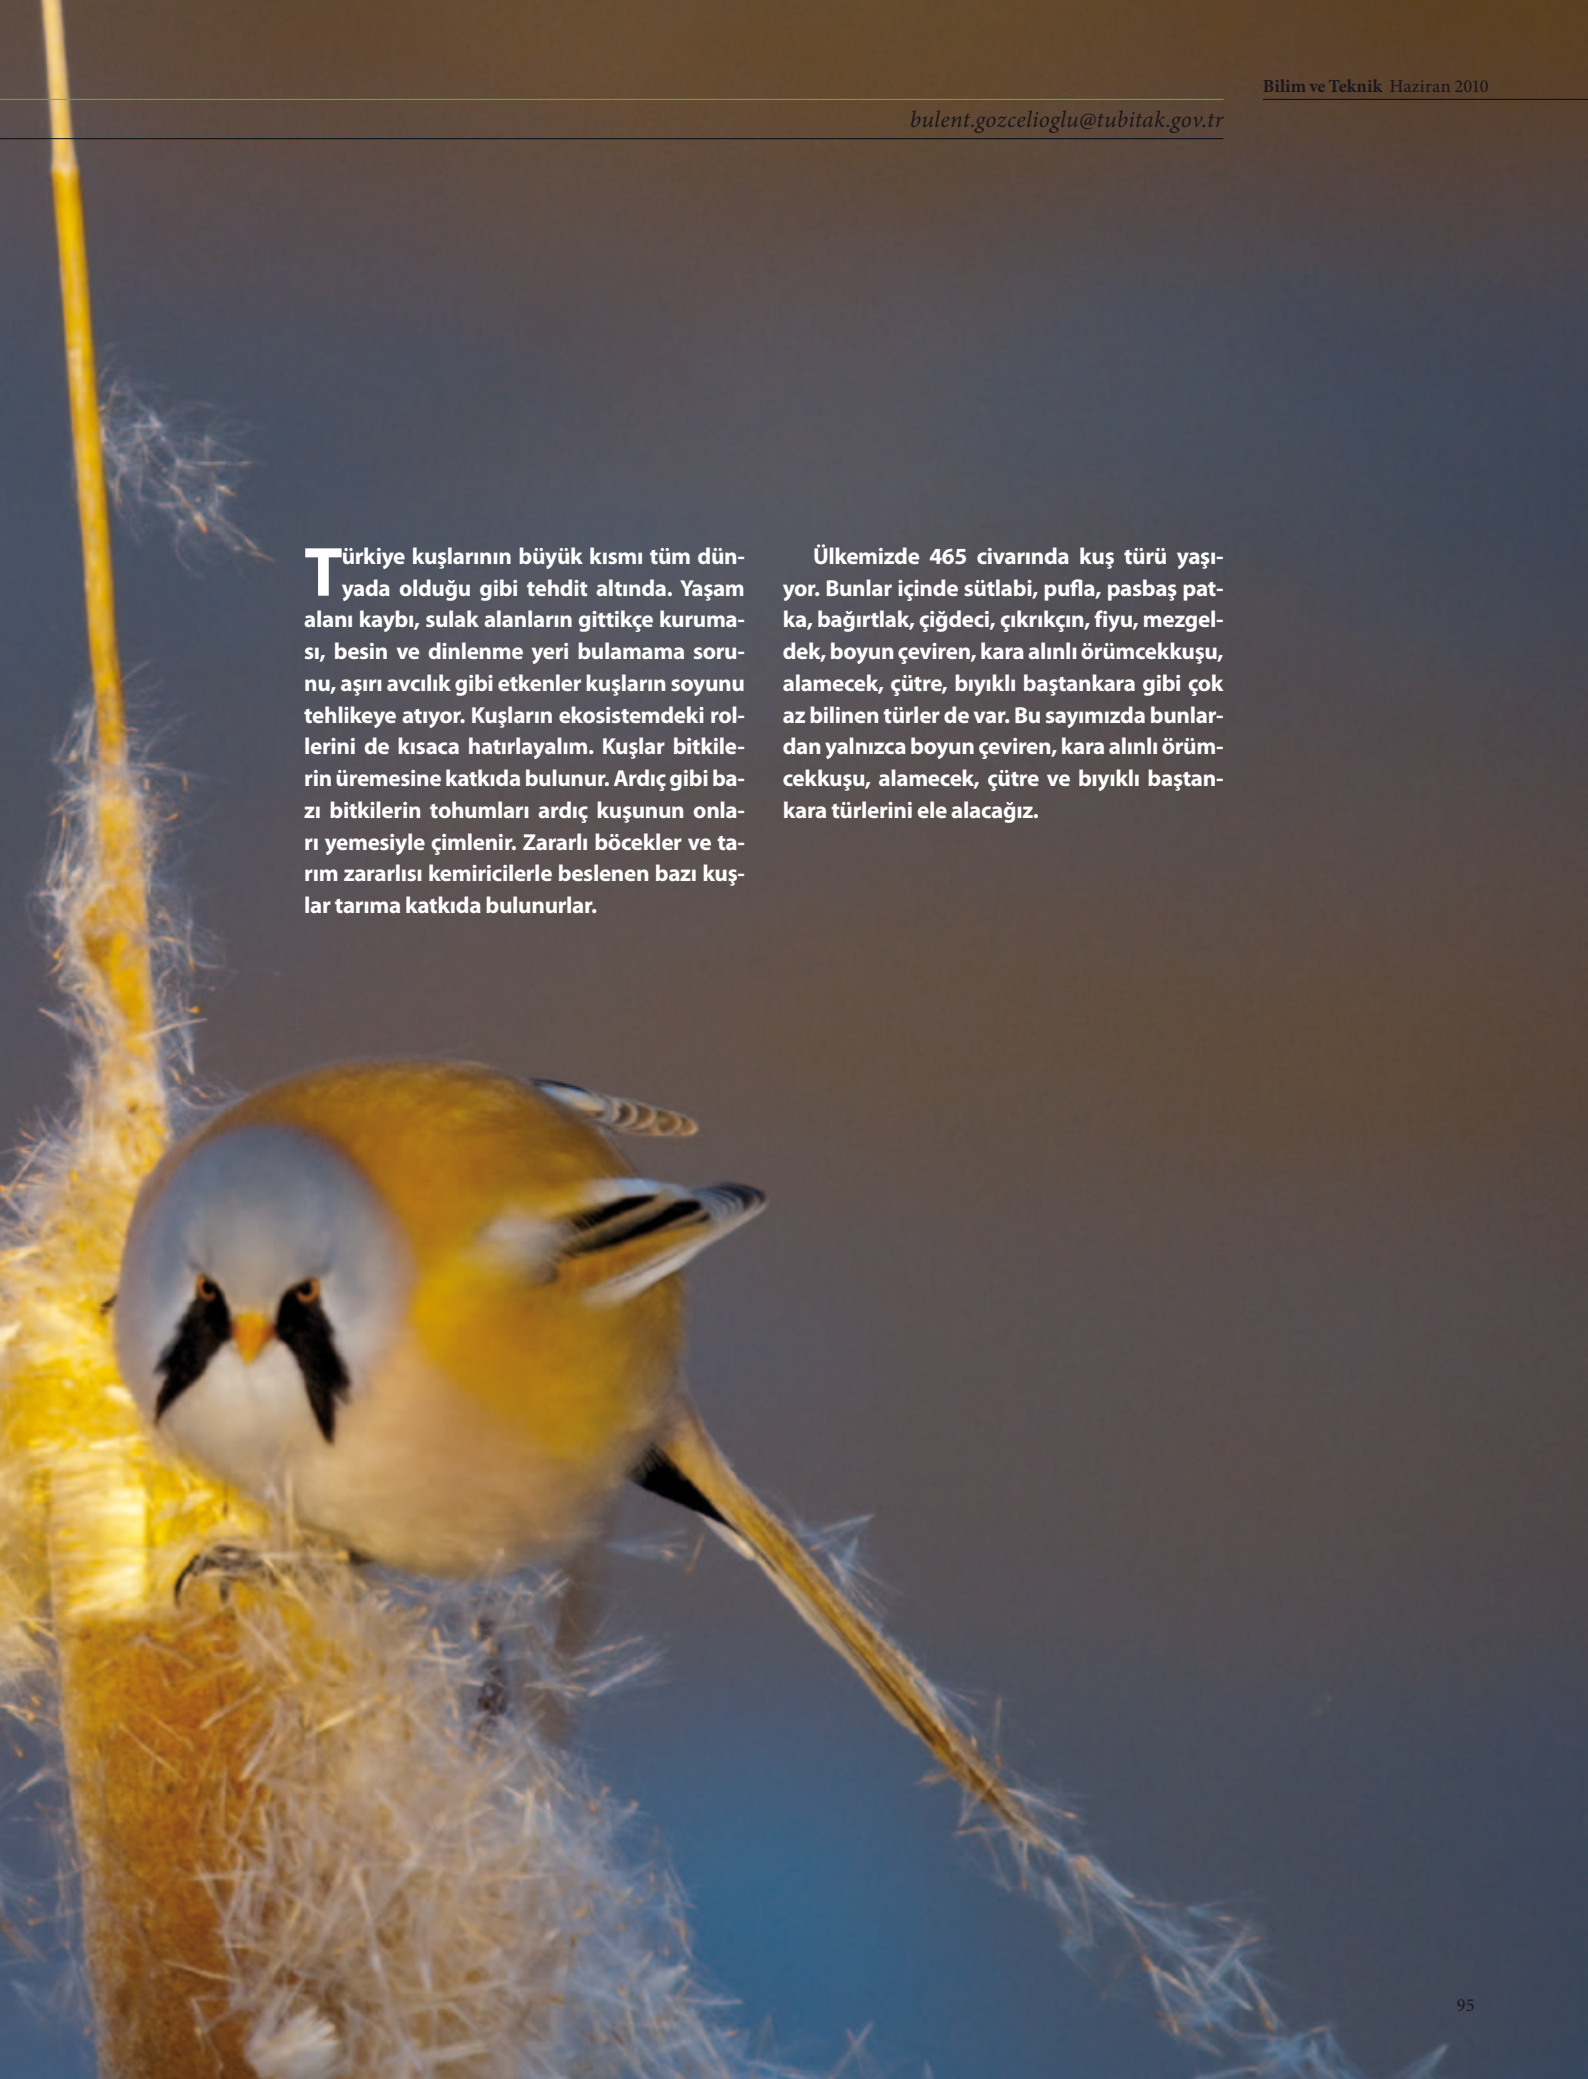 Bilim ve Teknik Haziran 2010
bulent.gozcelioglu@tubitak.gov.tr
Türkiye kuşlarının büyük kısmı tüm dün-
yada olduğu gibi tehdit altında. Yaşam
alanı kaybı, sulak alanların gittikçe kuruma-
sı, besin ve dinlenme yeri bulamama soru-
nu, aşırı avcılık gibi etkenler kuşların soyunu
tehlikeye atıyor. Kuşların ekosistemdeki rol-
lerini de kısaca hatırlayalım. Kuşlar bitkile-
rin üremesine katkıda bulunur. Ardıç gibi ba-
zı bitkilerin tohumları ardıç kuşunun onla-
rı yemesiyle çimlenir. Zararlı böcekler ve ta-
rım zararlısı kemiricilerle beslenen bazı kuş-
lar tarıma katkıda bulunurlar.
Ülkemizde 465 civarında kuş türü yaşı-
yor. Bunlar içinde sütlabi, pufla, pasbaş pat-
ka, bağırtlak, çiğdeci, çıkrıkçın, fiyu, mezgel-
dek, boyun çeviren, kara alınlı örümcekkuşu,
alamecek, çütre, bıyıklı baştankara gibi çok
az bilinen türler de var. Bu sayımızda bunlar-
dan yalnızca boyun çeviren, kara alınlı örüm-
cekkuşu, alamecek, çütre ve bıyıklı baştan-
kara türlerini ele alacağız.
95